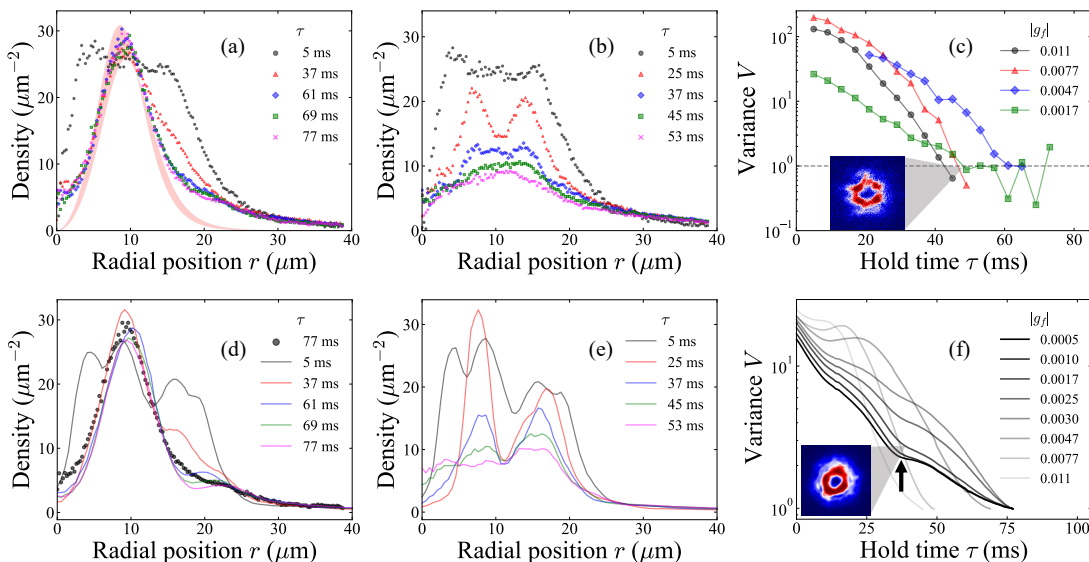 (a)
τ
5 ms
37 ms
61 ms
69 ms
77 ms
30
20
10
0
0 10 20 30 40
Density (μm⁻²)
Radial position r (μm)
(b)
τ
5 ms
25 ms
37 ms
45 ms
53 ms
30
20
10
0
0 10 20 30 40
Density (μm⁻²)
Radial position r (μm)
(c)
|g_f|
0.011
0.0077
0.0047
0.0017
10²
10¹
10⁰
10⁻¹
0 20 40 60 80
Variance V
Hold time τ (ms)
(d)
τ
77 ms
5 ms
37 ms
61 ms
69 ms
77 ms
30
20
10
0
0 10 20 30 40
Density (μm⁻²)
Radial position r (μm)
(e)
τ
5 ms
25 ms
37 ms
45 ms
53 ms
30
20
10
0
0 10 20 30 40
Density (μm⁻²)
Radial position r (μm)
(f)
|g_f|
0.0005
0.0010
0.0017
0.0025
0.0030
0.0047
0.0077
0.011
10¹
10⁰
0 25 50 75 100
Variance V
Hold time τ (ms)